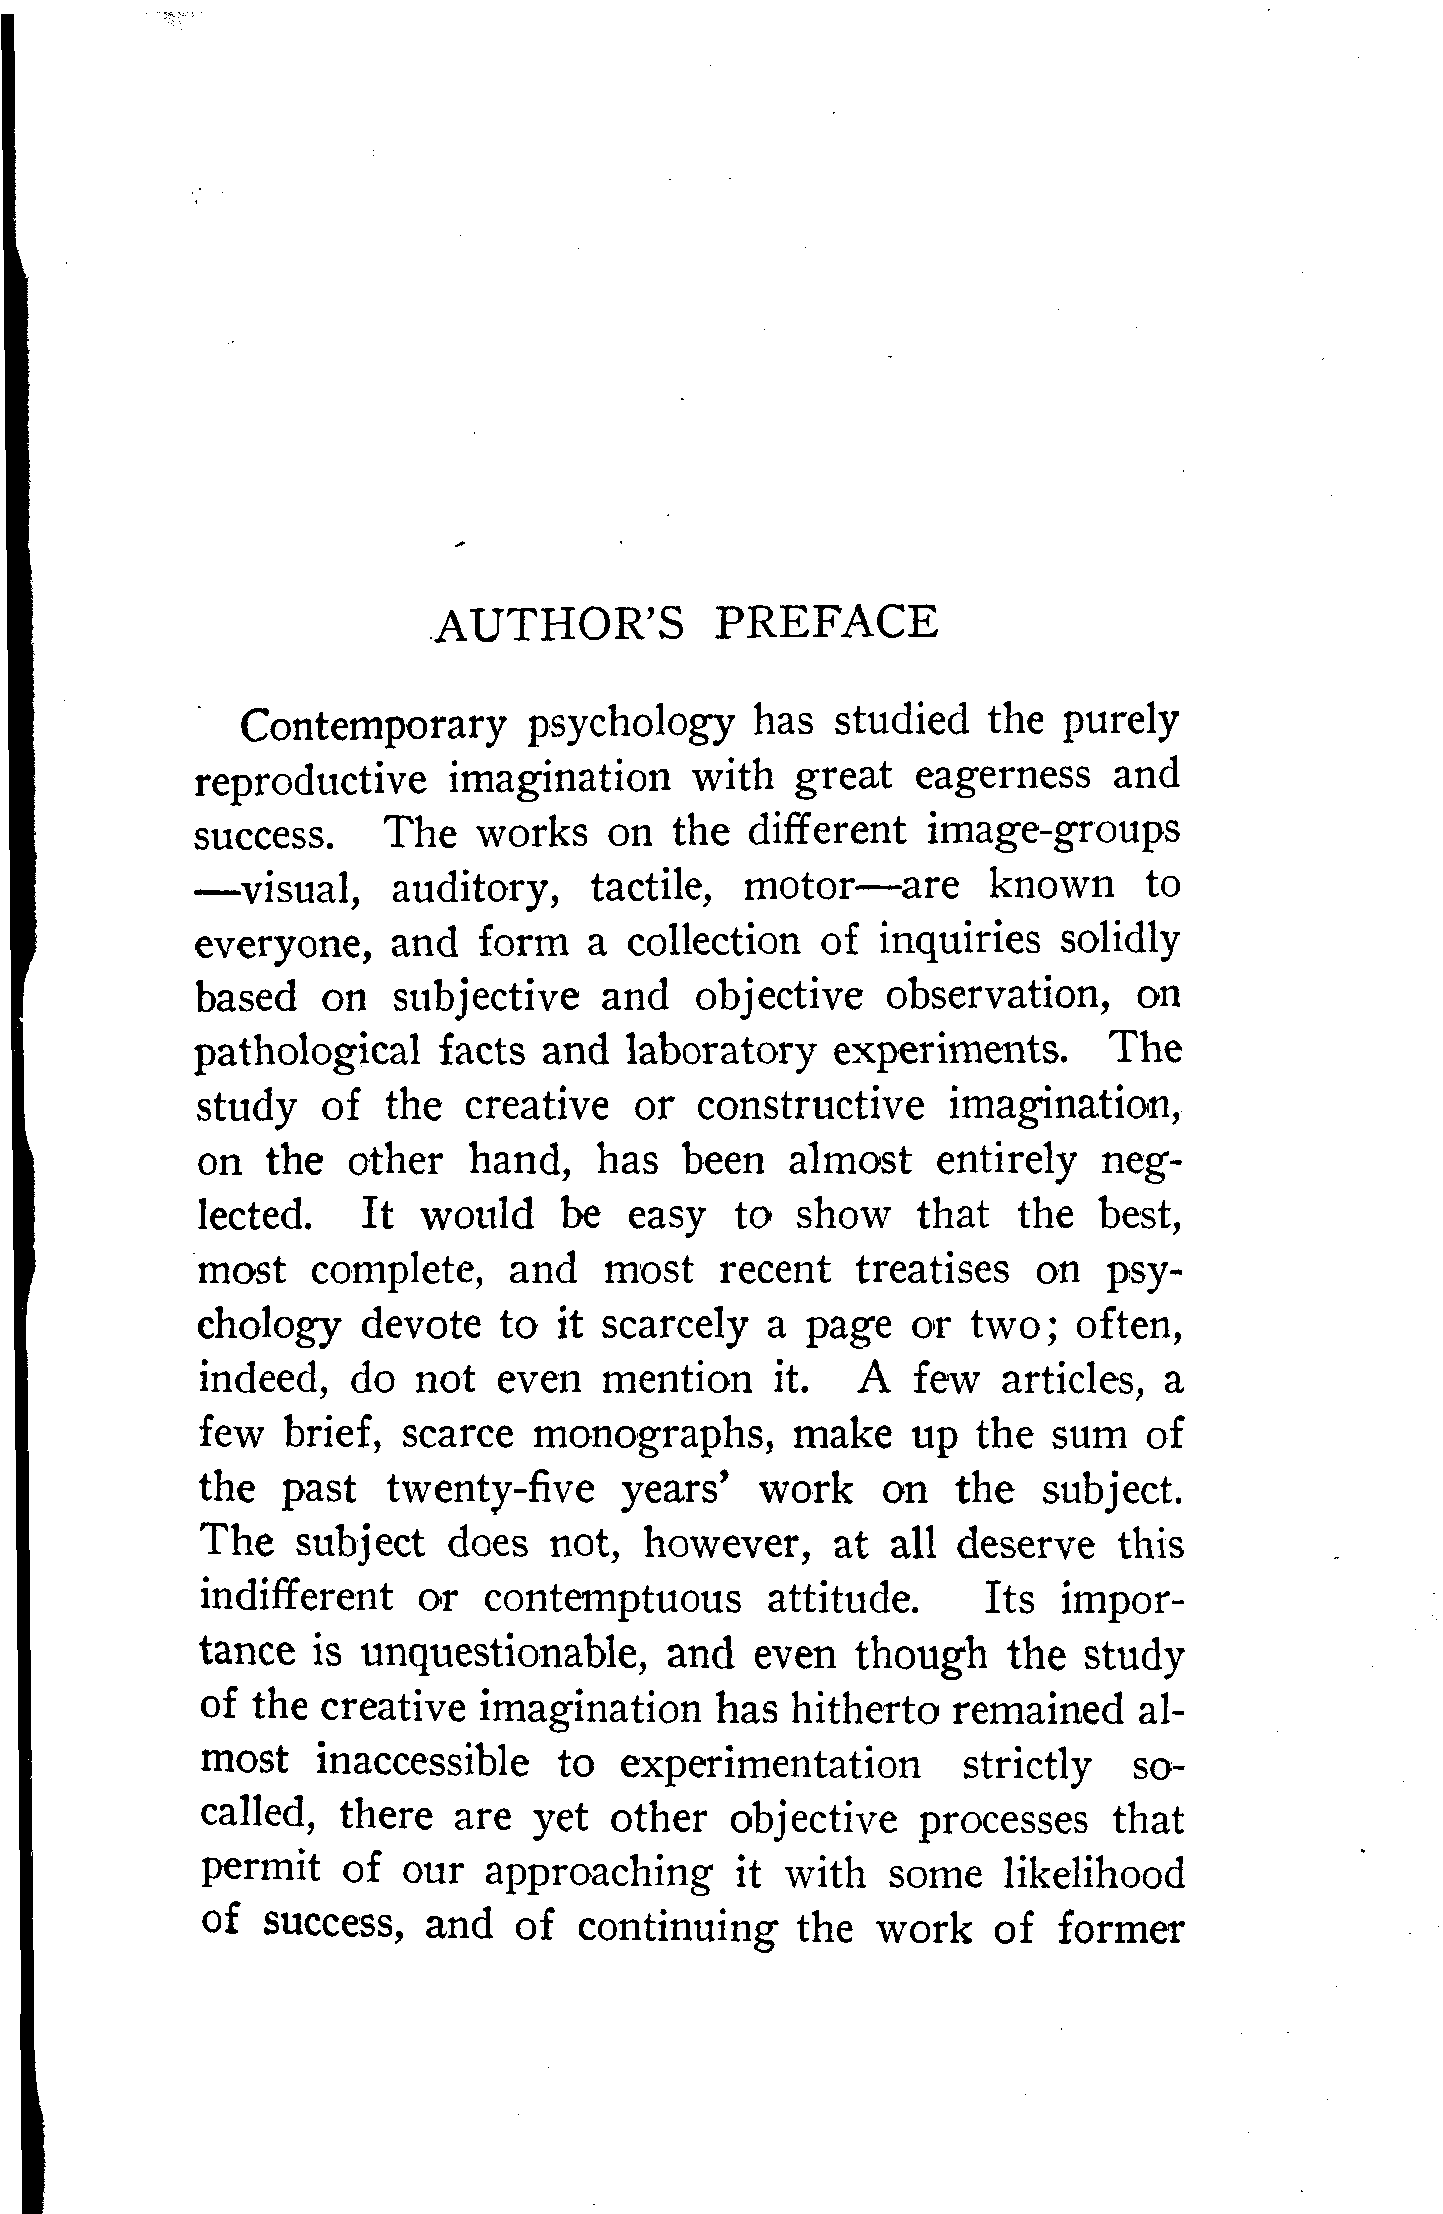 AUTHOR'S PREFACE
Contemporary psychology has studied the purely
reproductive imagination with great eagerness and
success. The works on the different image-groups
—visual, auditory, tactile, motor—are known to
everyone, and form a collection of inquiries solidly
based on subjective and objective observation, on
pathological facts and laboratory experiments. The
study of the creative or constructive imagination,
on the other hand, has been almost entirely neg-
lected. It would be easy to show that the best,
most complete, and most recent treatises on psy-
chology devote to it scarcely a page or two; often,
indeed, do not even mention it. A few articles, a
few brief, scarce monographs, make up the sum of
the past twenty-five years' work on the subject.
The subject does not, however, at all deserve this
indifferent or contemptuous attitude. Its impor-
tance is unquestionable, and even though the study
of the creative imagination has hitherto remained al-
most inaccessible to experimentation strictly so-
called, there are yet other objective processes that
permit of our approaching it with some likelihood
of success, and of continuing the work of former